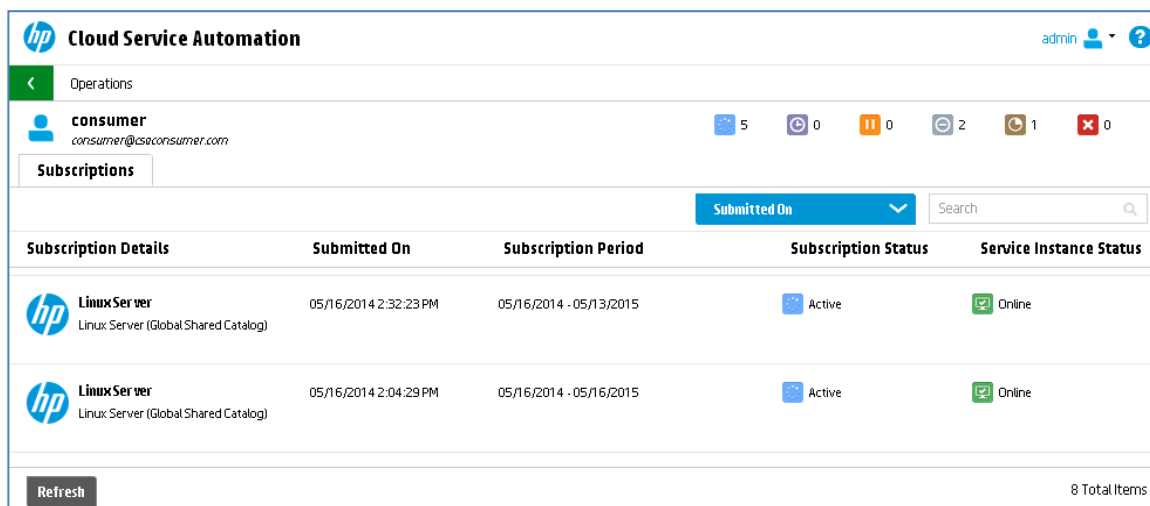 hp Cloud Service Automation admin ?
Operations
consumer 5 0 0 2 1 0
consumer@csaconsumer.com
Subscriptions
Submitted On Search
Subscription Details Submitted On Subscription Period Subscription Status Service Instance Status
hp Linux Server 05/16/2014 2:32:23 PM 05/16/2014 - 05/13/2015 Active Online
Linux Server (Global Shared Catalog)
hp Linux Server 05/16/2014 2:04:29 PM 05/16/2014 - 05/16/2015 Active Online
Linux Server (Global Shared Catalog)
Refresh 8 Total Items